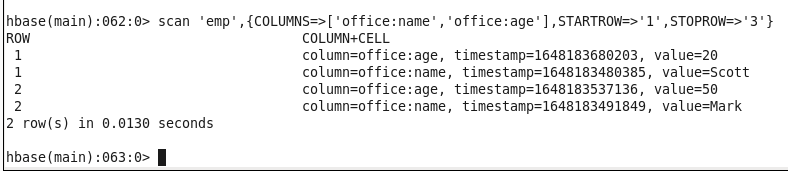 hbase(main):062:0> scan 'emp',{COLUMNS=>['office:name','office:age'],STARTROW=>'1',STOPROW=>'3'}
ROW COLUMN+CELL
1 column=office:age, timestamp=1648183680203, value=20
1 column=office:name, timestamp=1648183480385, value=Scott
2 column=office:age, timestamp=1648183537136, value=50
2 column=office:name, timestamp=1648183491849, value=Mark
2 row(s) in 0.0130 seconds
hbase(main):063:0>